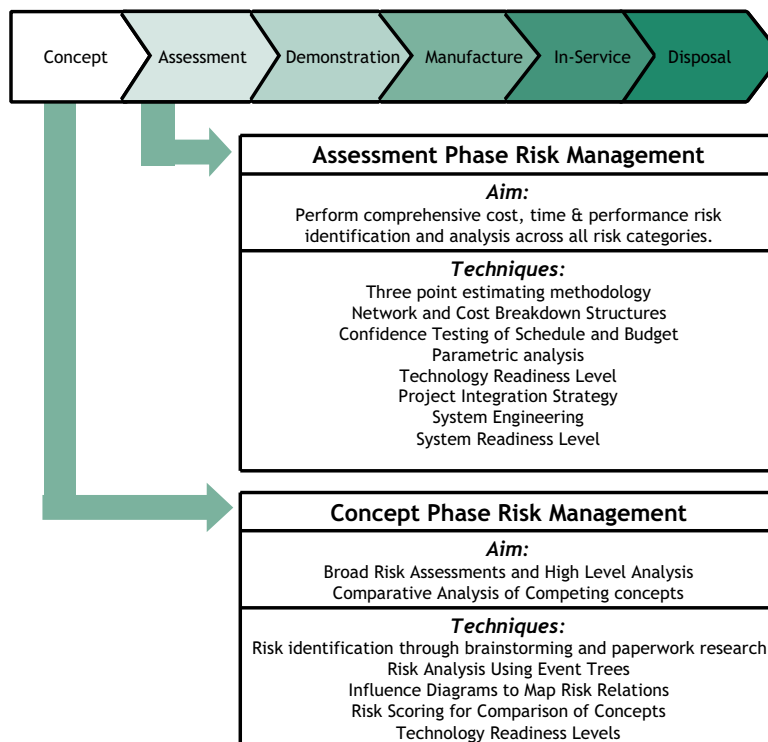 Concept
Assessment
Demonstration
Manufacture
In-Service
Disposal
Assessment Phase Risk Management
Aim:
Perform comprehensive cost, time & performance risk
identification and analysis across all risk categories.
Techniques:
Three point estimating methodology
Network and Cost Breakdown Structures
Confidence Testing of Schedule and Budget
Parametric analysis
Technology Readiness Level
Project Integration Strategy
System Engineering
System Readiness Level
Concept Phase Risk Management
Aim:
Broad Risk Assessments and High Level Analysis
Comparative Analysis of Competing concepts
Techniques:
Risk identification through brainstorming and paperwork research
Risk Analysis Using Event Trees
Influence Diagrams to Map Risk Relations
Risk Scoring for Comparison of Concepts
Technology Readiness Levels